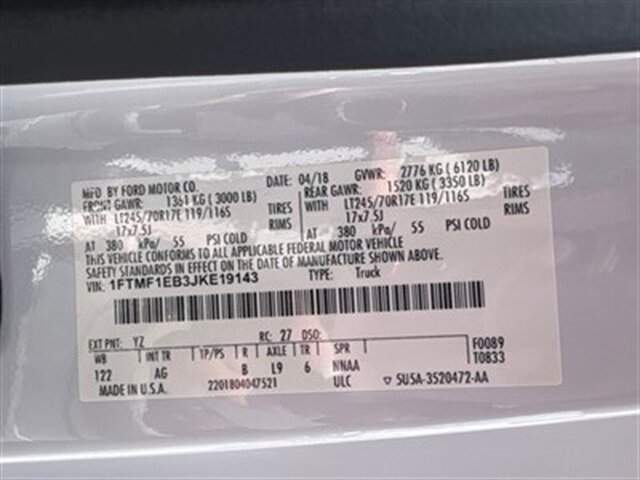 MFD BY FORD MOTOR CO.
DATE: 04/18 GVWR: 2776 KG ( 6120 LB)
FRONT GAWR: 1361 KG ( 3000 LB) REAR GAWR: 1520 KG ( 3350 LB)
WITH LT245/70R17E 119/116S TIRES WITH LT245/70R17E 119/116S TIRES
17x7.5J RIMS 17x7.5J RIMS
AT 380 kPa/ 55 PSI COLD AT 380 kPa/ 55 PSI COLD
THIS VEHICLE CONFORMS TO ALL APPLICABLE FEDERAL MOTOR VEHICLE
SAFETY STANDARDS IN EFFECT ON THE DATE OF MANUFACTURE SHOWN ABOVE.
VIN: 1FTMF1EB3JKE19143 TYPE: Truck
EXT PNT: YZ RC: 27 DSO: F0089
WB INT TR TP/PS R AXLE TR SPR T0833
122 AG B L9 6 NNAA
MADE IN U.S.A. 2201804047521 ULC ▽ 5U5A-3520472-AA